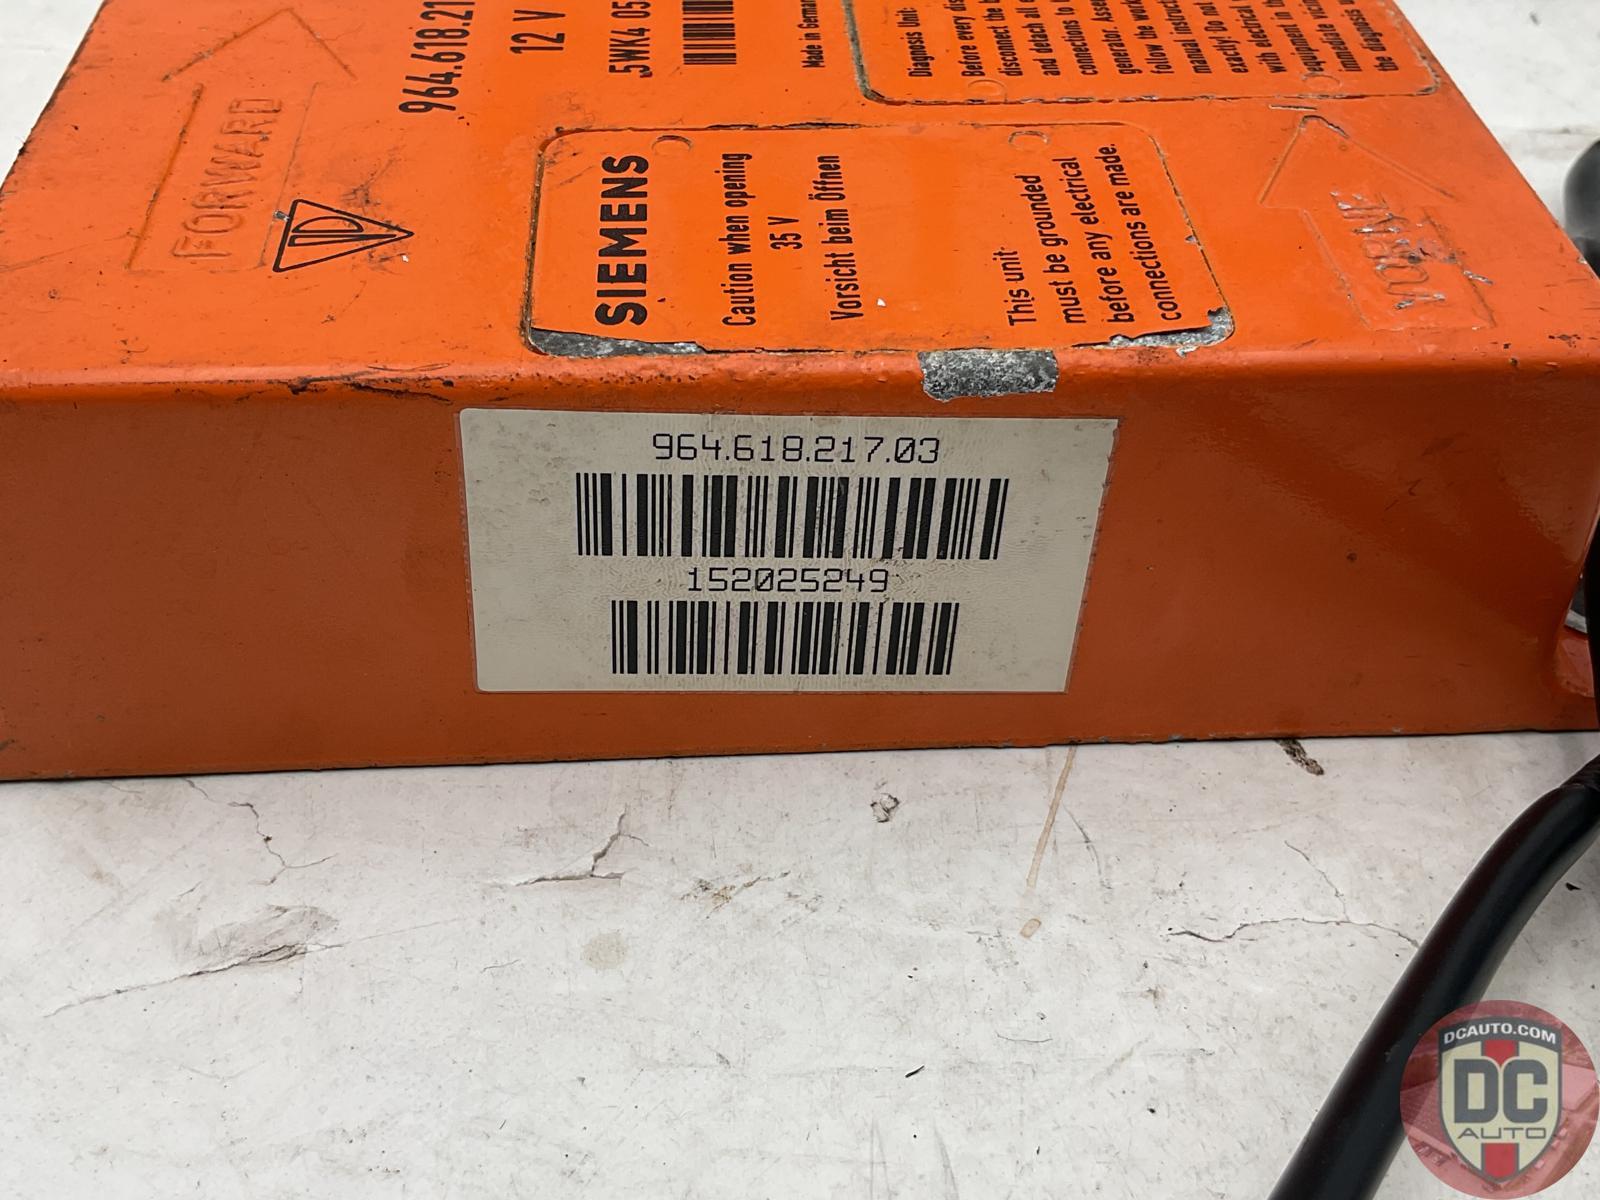 FORWARD
964.618.21
12 V
5WK4 05
Made in German
SIEMENS
Caution when opening
35 V
Vorsicht beim Öffnen
This unit
must be grounded
before any electrical
connections are made.
Diagnosis Unit:
Before every dis
disconnect the b
and detach all e
connections to t
generator. Asse
follow the work
manual instruct
exactly! Do not
with electrical
equipment in th
immediate vicin
the diagnosis u
VORNE
964.618.217.03
152025249
DCAUTO.COM
DC
AUTO